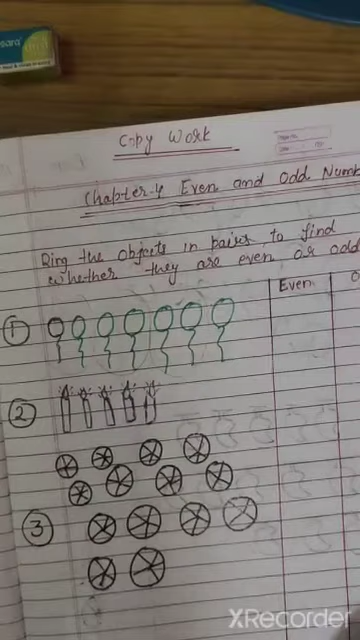 Copy Work
Chapter-4 Even and Odd Numb
Ring the objects in pairs, to find
whether they are even or odd
Even O
①
②
③
XRecorder